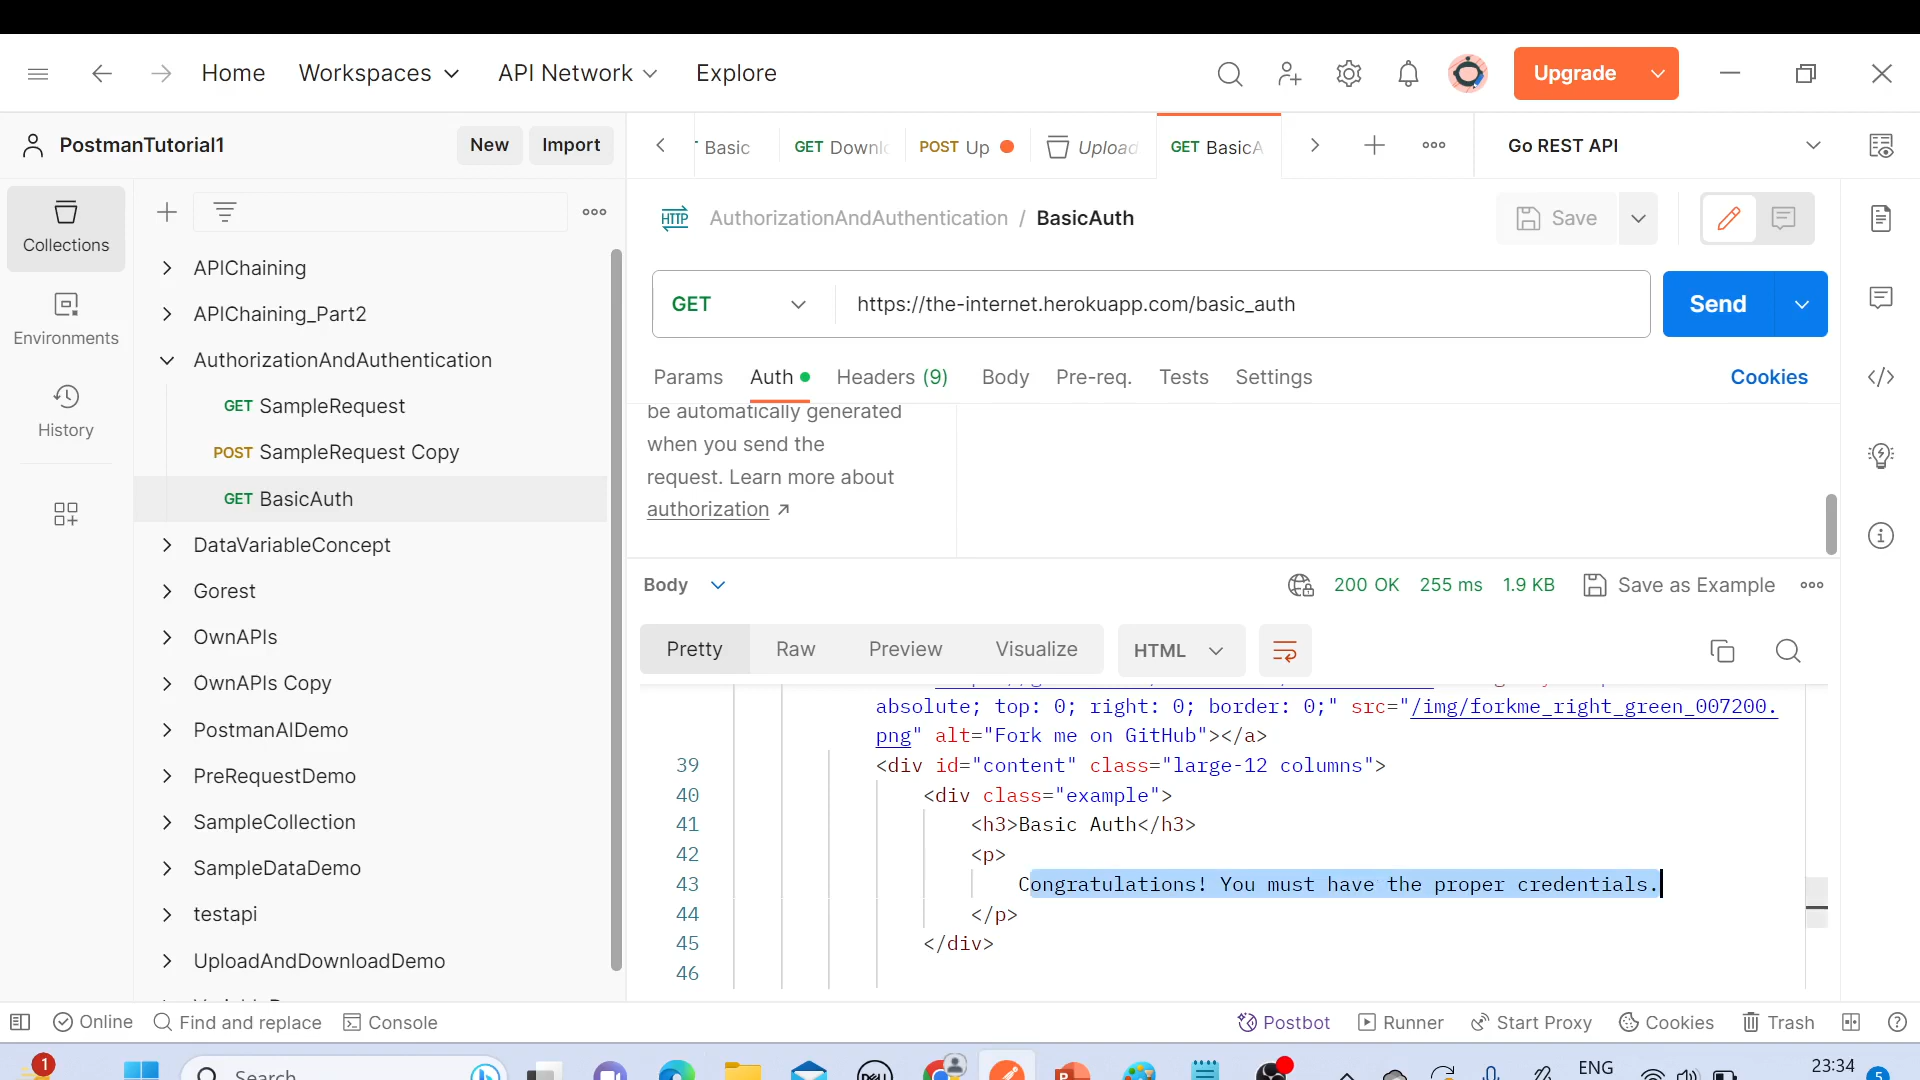 Home Workspaces API Network Explore Upgrade
PostmanTutorial1 New Import
Basic GET Downl POST Up Upload GET BasicA Go REST API
Collections
Environments
History
APIChaining
APIChaining_Part2
AuthorizationAndAuthentication
GET SampleRequest
POST SampleRequest Copy
GET BasicAuth
DataVariableConcept
Gorest
OwnAPIs
OwnAPIs Copy
PostmanAIDemo
PreRequestDemo
SampleCollection
SampleDataDemo
testapi
UploadAndDownloadDemo
HTTP AuthorizationAndAuthentication / BasicAuth Save
GET https://the-internet.herokuapp.com/basic_auth Send
Params Auth Headers (9) Body Pre-req. Tests Settings Cookies
be automatically generated
when you send the
request. Learn more about
authorization ↗
Body 200 OK 255 ms 1.9 KB Save as Example
Pretty Raw Preview Visualize HTML
absolute; top: 0; right: 0; border: 0;" src="/img/forkme_right_green_007200.
png" alt="Fork me on GitHub"></a>
39 <div id="content" class="large-12 columns">
40 <div class="example">
41 <h3>Basic Auth</h3>
42 <p>
43 Congratulations! You must have the proper credentials.
44 </p>
45 </div>
46
Online Find and replace Console Postbot Runner Start Proxy Cookies Trash
1 Search DELL ENG 23:34 5